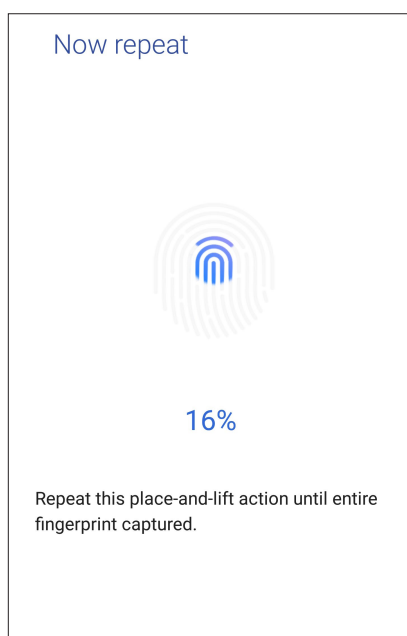 Now repeat
16%
Repeat this place-and-lift action until entire
fingerprint captured.